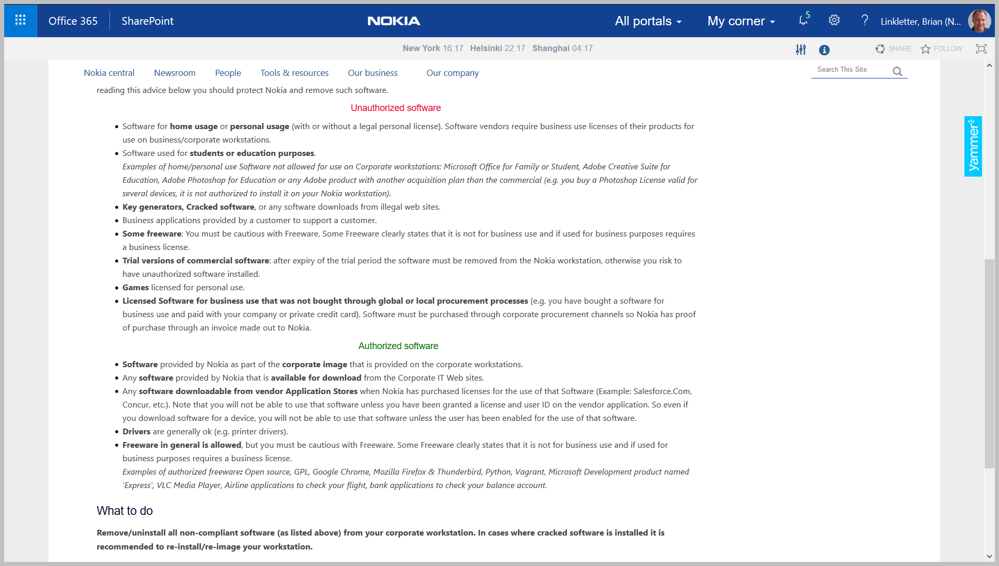 Office 365
SharePoint
NOKIA
All portals
My corner
5
?
Linkletter, Brian (N...
New York 16:17 Helsinki 22:17 Shanghai 04:17
SHARE
FOLLOW
Nokia central
Newsroom
People
Tools & resources
Our business
Our company
Search This Site
reading this advice below you should protect Nokia and remove such software.
Unauthorized software
• Software for home usage or personal usage (with or without a legal personal license). Software vendors require business use licenses of their products for
use on business/corporate workstations.
• Software used for students or education purposes.
Examples of home/personal use Software not allowed for use on Corporate workstations: Microsoft Office for Family or Student, Adobe Creative Suite for
Education, Adobe Photoshop for Education or any Adobe product with another acquisition plan than the commercial (e.g. you buy a Photoshop License valid for
several devices, it is not authorized to install it on your Nokia workstation).
• Key generators, Cracked software, or any software downloads from illegal web sites.
• Business applications provided by a customer to support a customer.
• Some freeware: You must be cautious with Freeware. Some Freeware clearly states that it is not for business use and if used for business purposes requires
a business license.
• Trial versions of commercial software: after expiry of the trial period the software must be removed from the Nokia workstation, otherwise you risk to
have unauthorized software installed.
• Games licensed for personal use.
• Licensed Software for business use that was not bought through global or local procurement processes (e.g. you have bought a software for
business use and paid with your company or private credit card). Software must be purchased through corporate procurement channels so Nokia has proof
of purchase through an invoice made out to Nokia.
Authorized software
• Software provided by Nokia as part of the corporate image that is provided on the corporate workstations.
• Any software provided by Nokia that is available for download from the Corporate IT Web sites.
• Any software downloadable from vendor Application Stores when Nokia has purchased licenses for the use of that Software (Example: Salesforce.Com,
Concur, etc.). Note that you will not be able to use that software unless you have been granted a license and user ID on the vendor application. So even if
you download software for a device, you will not be able to use that software unless the user has been enabled for the use of that software.
• Drivers are generally ok (e.g. printer drivers).
• Freeware in general is allowed, but you must be cautious with Freeware. Some Freeware clearly states that it is not for business use and if used for
business purposes requires a business license.
Examples of authorized freeware: Open source, GPL, Google Chrome, Mozilla Firefox & Thunderbird, Python, Vagrant, Microsoft Development product named
'Express', VLC Media Player, Airline applications to check your flight, bank applications to check your balance account.
What to do
Remove/uninstall all non-compliant software (as listed above) from your corporate workstation. In cases where cracked software is installed it is
recommended to re-install/re-image your workstation.
yammer